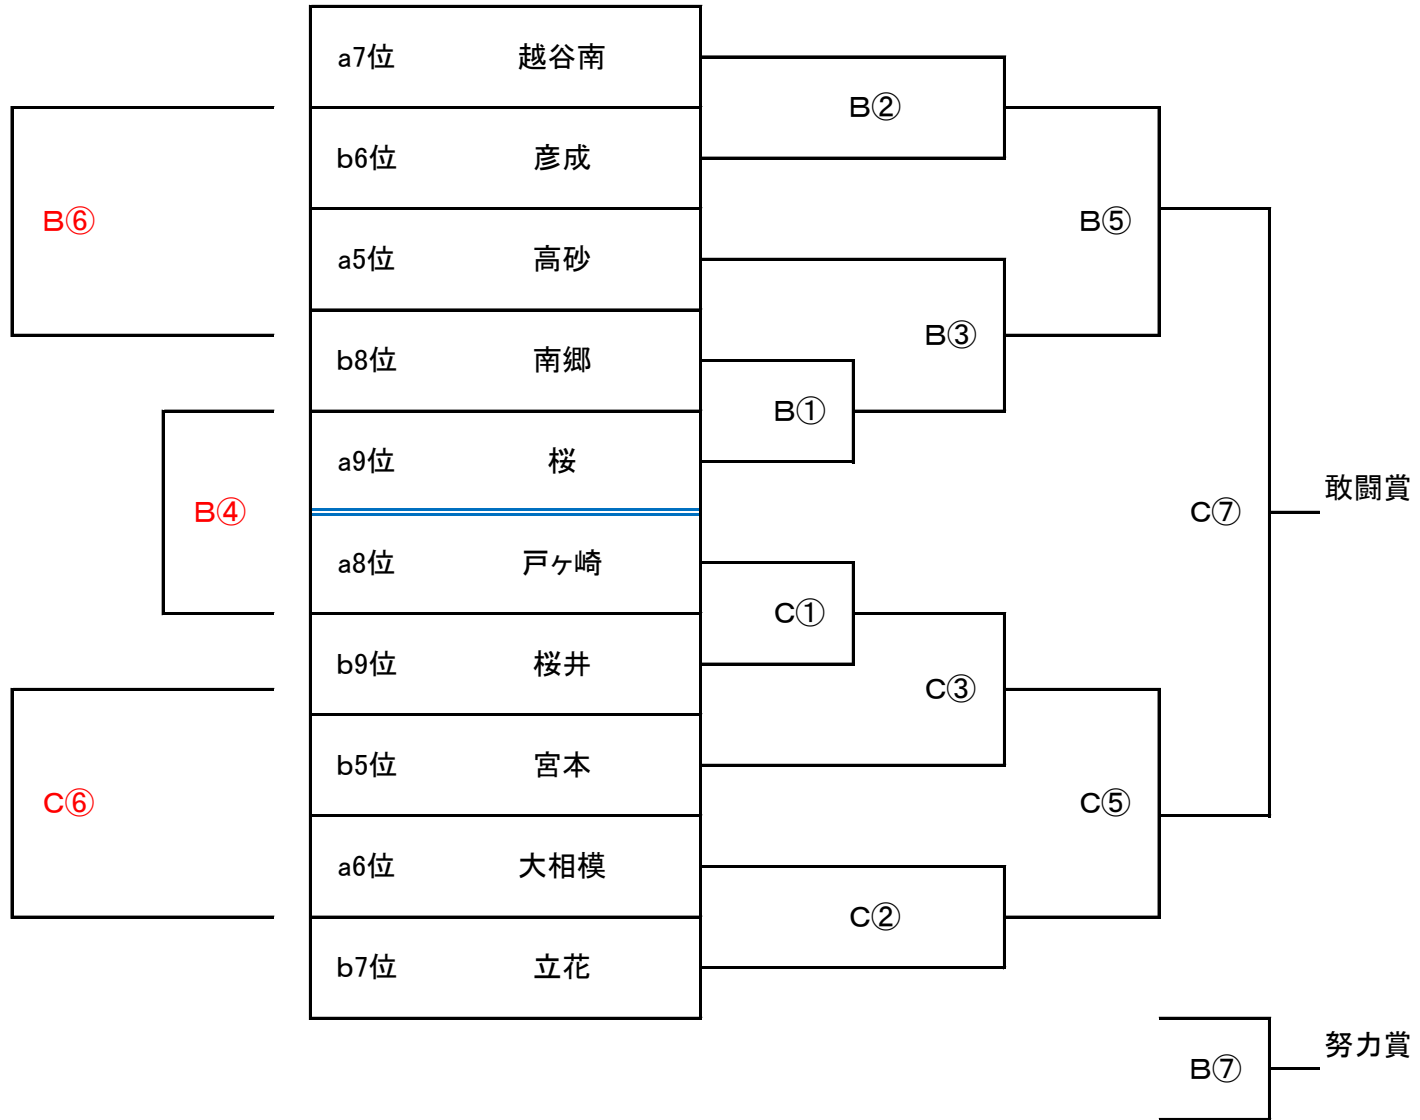 a7位 越谷南
B②
b6位 彦成
B⑥
B⑤
a5位 高砂
B③
b8位 南郷
B①
a9位 桜
敢闘賞
B④
C⑦
a8位 戸ヶ崎
C①
b9位 桜井
C③
b5位 宮本
C⑥
C⑤
a6位 大相模
C②
b7位 立花
努力賞
B⑦